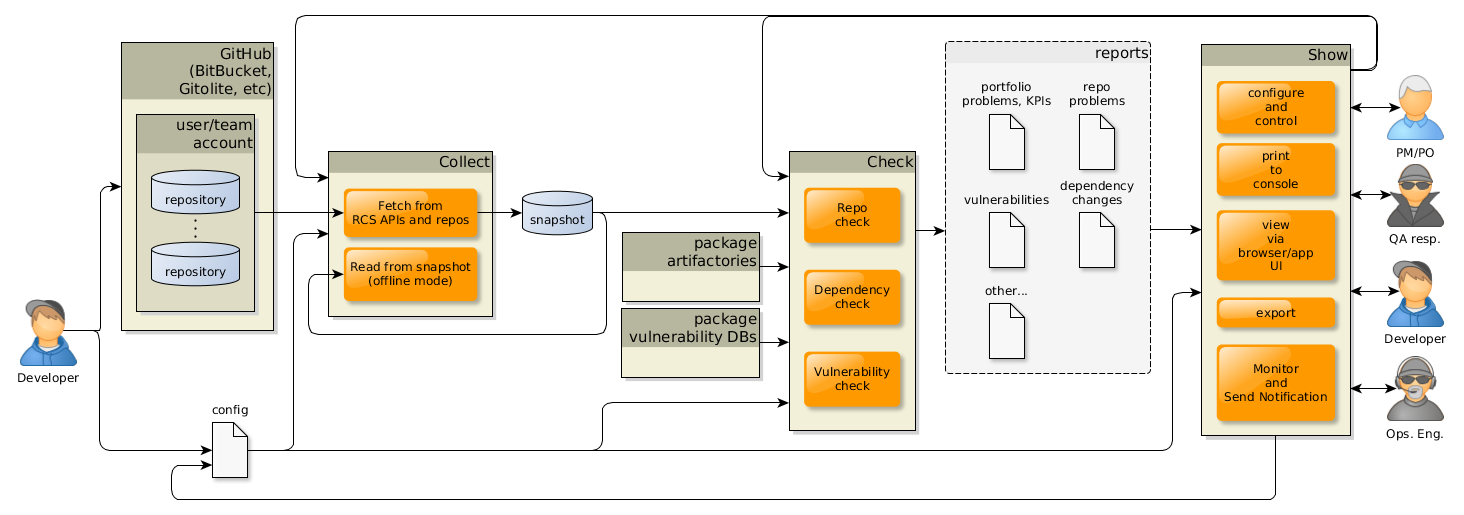 GitHub
(BitBucket,
Gitolite, etc)
user/team
account
repository
repository
Developer
config
Collect
Fetch from
RCS APIs and repos
Read from snapshot
(offline mode)
snapshot
package
artifactories
package
vulnerability DBs
Check
Repo
check
Dependency
check
Vulnerability
check
reports
portfolio
problems, KPIs
repo
problems
vulnerabilities
dependency
changes
other...
Show
configure
and
control
print
to
console
view
via
browser/app
UI
export
Monitor
and
Send Notification
PM/PO
QA resp.
Developer
Ops. Eng.